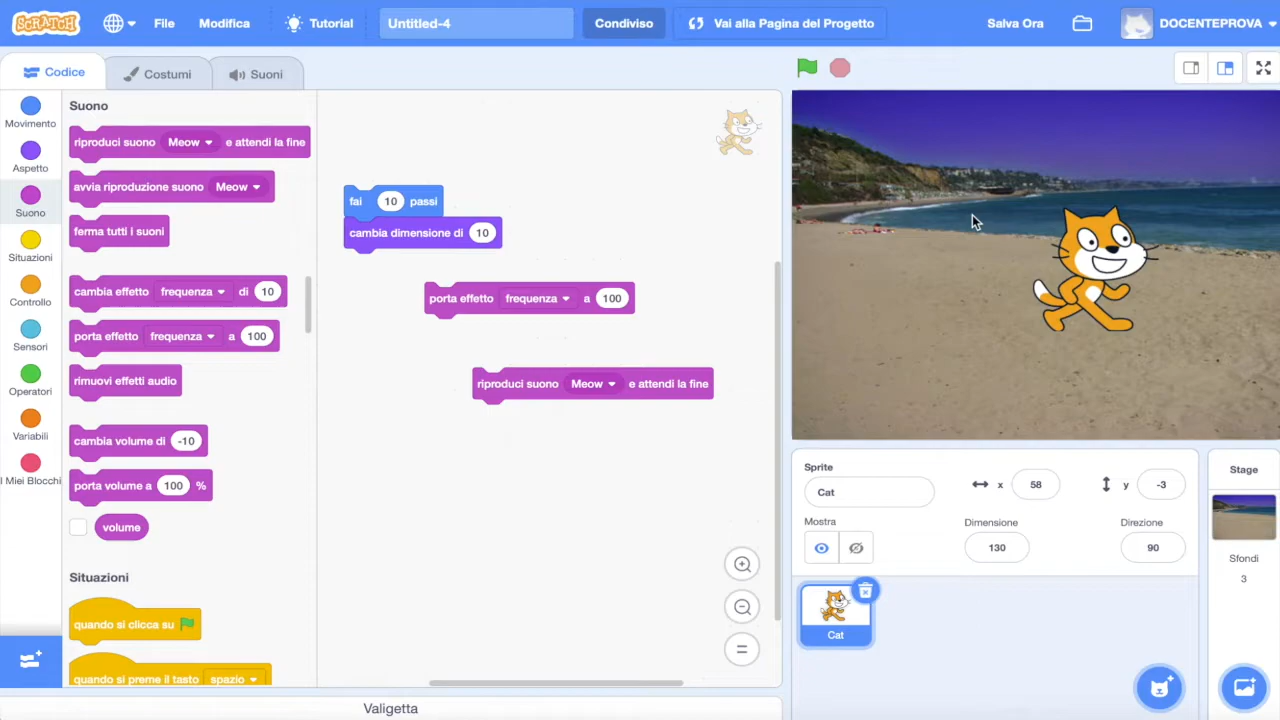 SCRATCH
File
Modifica
Tutorial
Untitled-4
Condiviso
Vai alla Pagina del Progetto
Salva Ora
DOCENTEPROVA
Codice
Costumi
Suoni
Movimento
Aspetto
Suono
Situazioni
Controllo
Sensori
Operatori
Variabili
I Miei Blocchi
Suono
riproduci suono Meow e attendi la fine
avvia riproduzione suono Meow
ferma tutti i suoni
cambia effetto frequenza di 10
porta effetto frequenza a 100
rimuovi effetti audio
cambia volume di -10
porta volume a 100 %
volume
Situazioni
quando si clicca su
quando si preme il tasto spazio
fai 10 passi
cambia dimensione di 10
porta effetto frequenza a 100
riproduci suono Meow e attendi la fine
Valigetta
Sprite
Cat
x 58
y -3
Mostra
Dimensione
130
Direzione
90
Cat
Stage
Sfondi
3